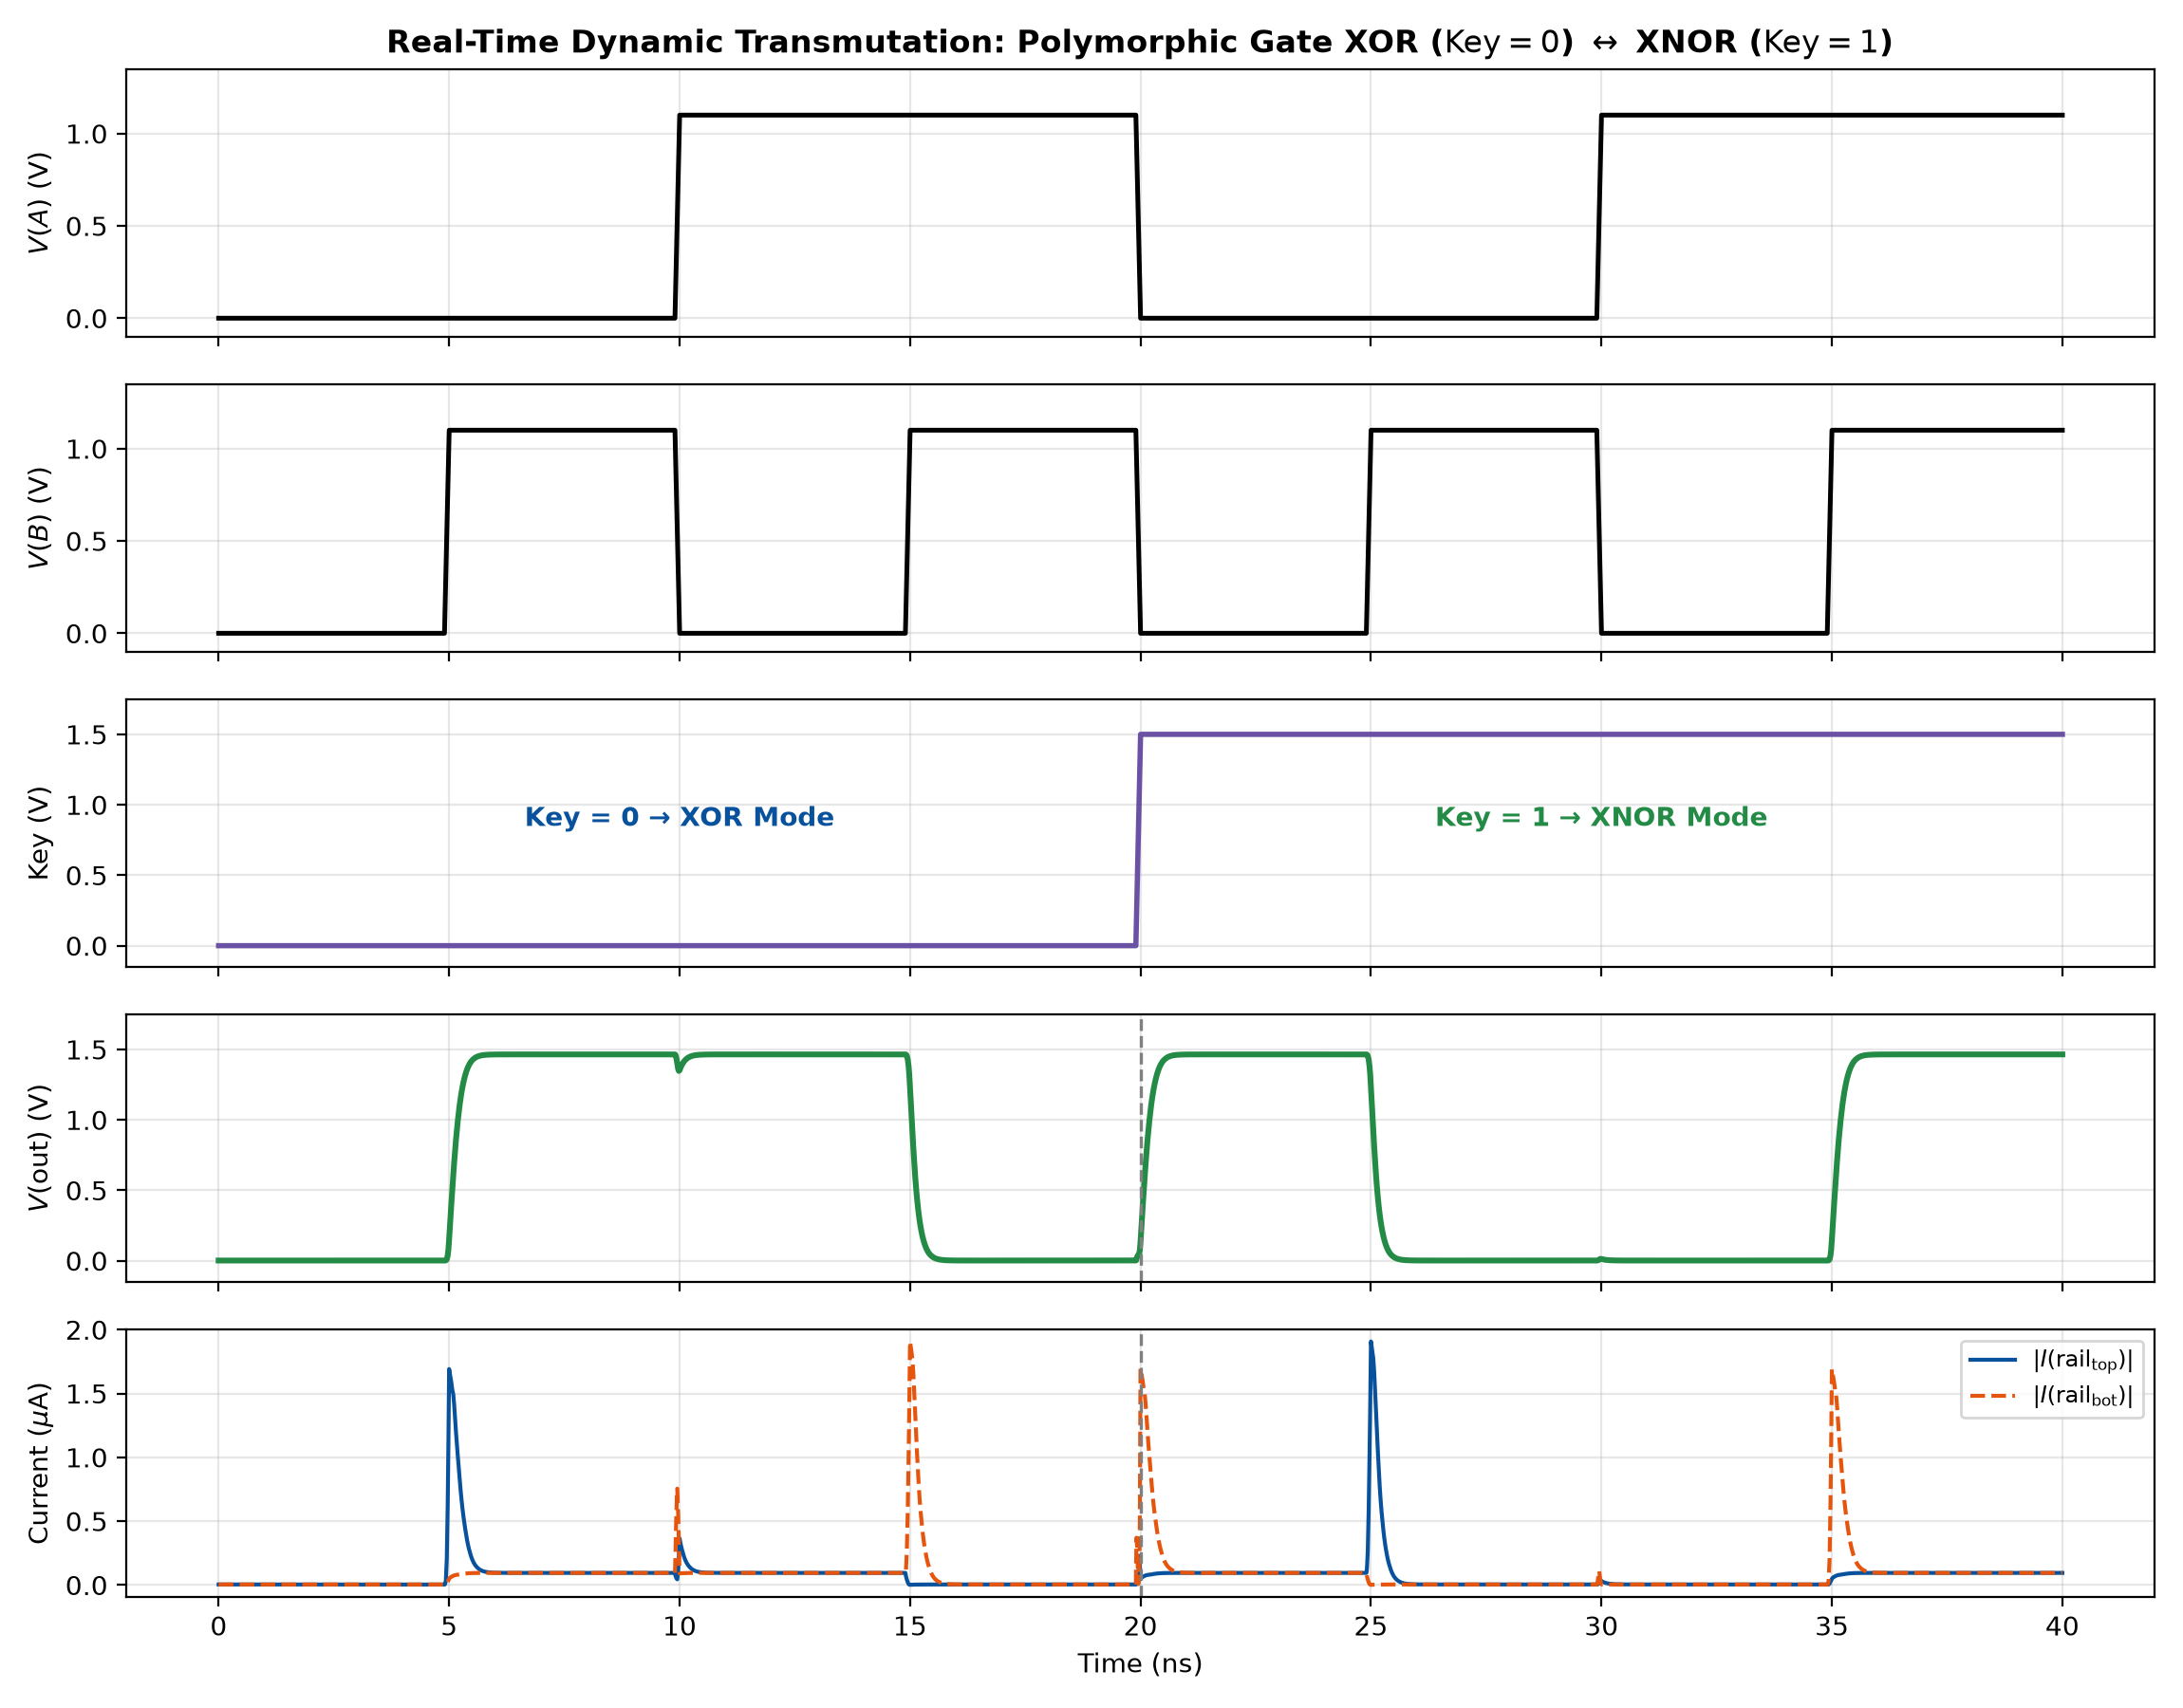 Real-Time Dynamic Transmutation: Polymorphic Gate XOR (Key = 0) ↔ XNOR (Key = 1)
V(A) (V)
1.0
0.5
0.0
V(B) (V)
1.0
0.5
0.0
Key (V)
1.5
1.0
0.5
0.0
Key = 0 → XOR Mode
Key = 1 → XNOR Mode
V(out) (V)
1.5
1.0
0.5
0.0
Current (μA)
2.0
1.5
1.0
0.5
0.0
|I(rail_top)|
|I(rail_bot)|
0 5 10 15 20 25 30 35 40
Time (ns)